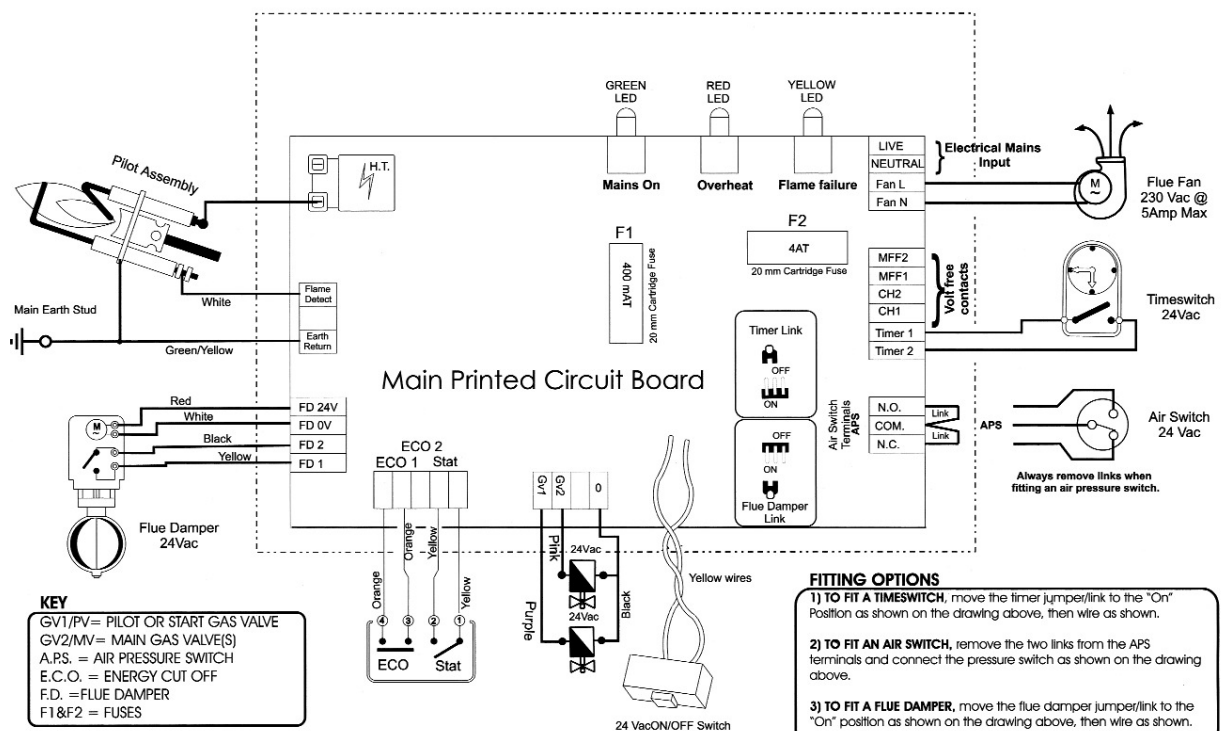 GREEN
LED
RED
LED
YELLOW
LED
Mains On
Overheat
Flame failure
H.T.
Pilot Assembly
White
Main Earth Stud
Green/Yellow
Flame
Detect
Earth
Return
F1
400 mAT
20 mm Cartridge Fuse
F2
4AT
20 mm Cartridge Fuse
LIVE
NEUTRAL
Fan L
Fan N
Electrical Mains
Input
M
~
Flue Fan
230 Vac @
5Amp Max
MFF2
MFF1
CH2
CH1
Timer 1
Timer 2
Volt free
contacts
Timeswitch
24Vac
Timer Link
OFF
ON
Main Printed Circuit Board
OFF
ON
Flue Damper
Link
Air Switch
Terminals
APS
N.O.
COM.
N.C.
Link
Link
APS
Air Switch
24 Vac
Always remove links when
fitting an air pressure switch.
Red
White
Black
Yellow
FD 24V
FD 0V
FD 2
FD 1
M
~
Flue Damper
24Vac
ECO 2
ECO 1 Stat
Orange
Orange
Yellow
Yellow
4 3 2 1
ECO
Stat
Gv1
Gv2
0
Pink
Purple
Black
24Vac
24Vac
Yellow wires
24 VacON/OFF Switch
KEY
GV1/PV= PILOT OR START GAS VALVE
GV2/MV= MAIN GAS VALVE(S)
A.P.S. = AIR PRESSURE SWITCH
E.C.O. = ENERGY CUT OFF
F.D. =FLUE DAMPER
F1&F2 = FUSES
FITTING OPTIONS
1) TO FIT A TIMESWITCH, move the timer jumper/link to the "On"
Position as shown on the drawing above, then wire as shown.
2) TO FIT AN AIR SWITCH, remove the two links from the APS
terminals and connect the pressure switch as shown on the drawing
above.
3) TO FIT A FLUE DAMPER, move the flue damper jumper/link to the
"On" position as shown on the drawing above, then wire as shown.